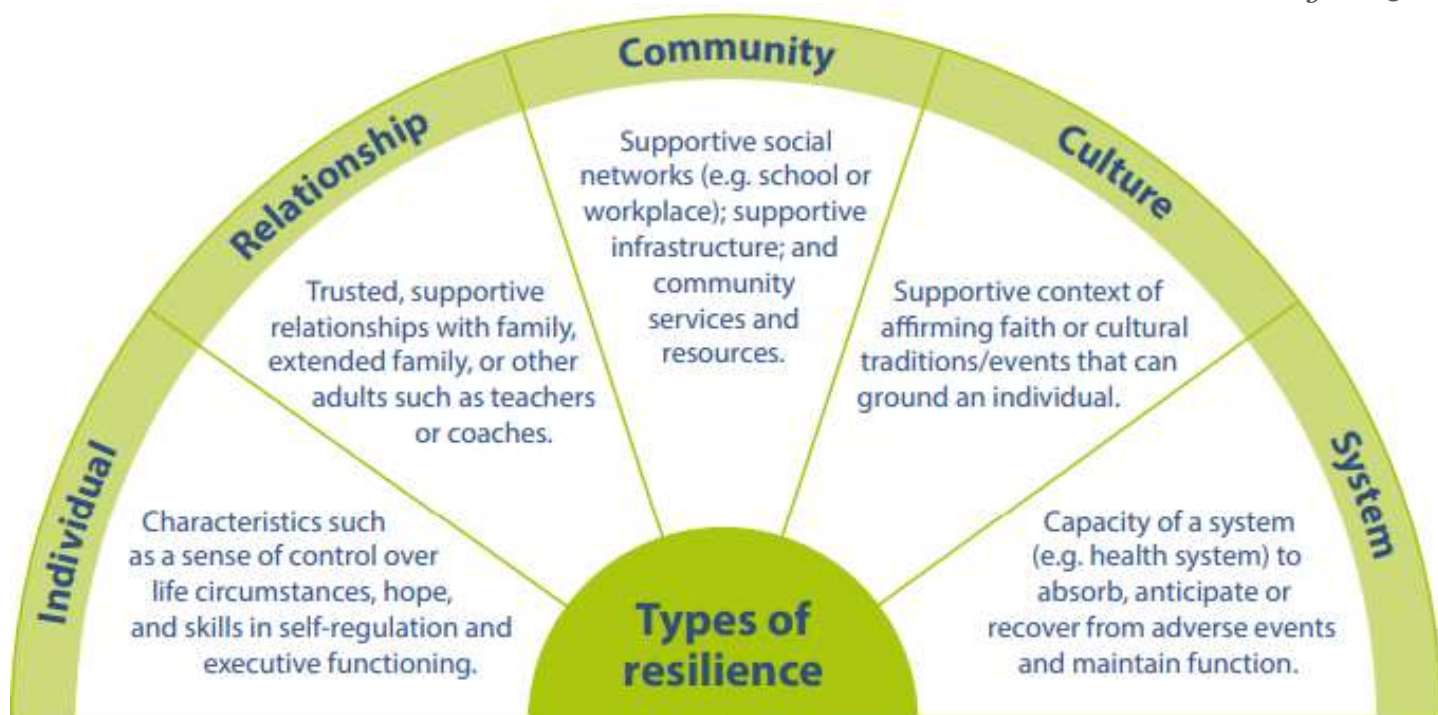 Community
Supportive social
networks (e.g. school or
workplace); supportive
infrastructure; and
community
services and
resources.
Relationship
Trusted, supportive
relationships with family,
extended family, or other
adults such as teachers
or coaches.
Culture
Supportive context of
affirming faith or cultural
traditions/events that can
ground an individual.
Individual
Characteristics such
as a sense of control over
life circumstances, hope,
and skills in self-regulation and
executive functioning.
System
Capacity of a system
(e.g. health system) to
absorb, anticipate or
recover from adverse events
and maintain function.
Types of
resilience